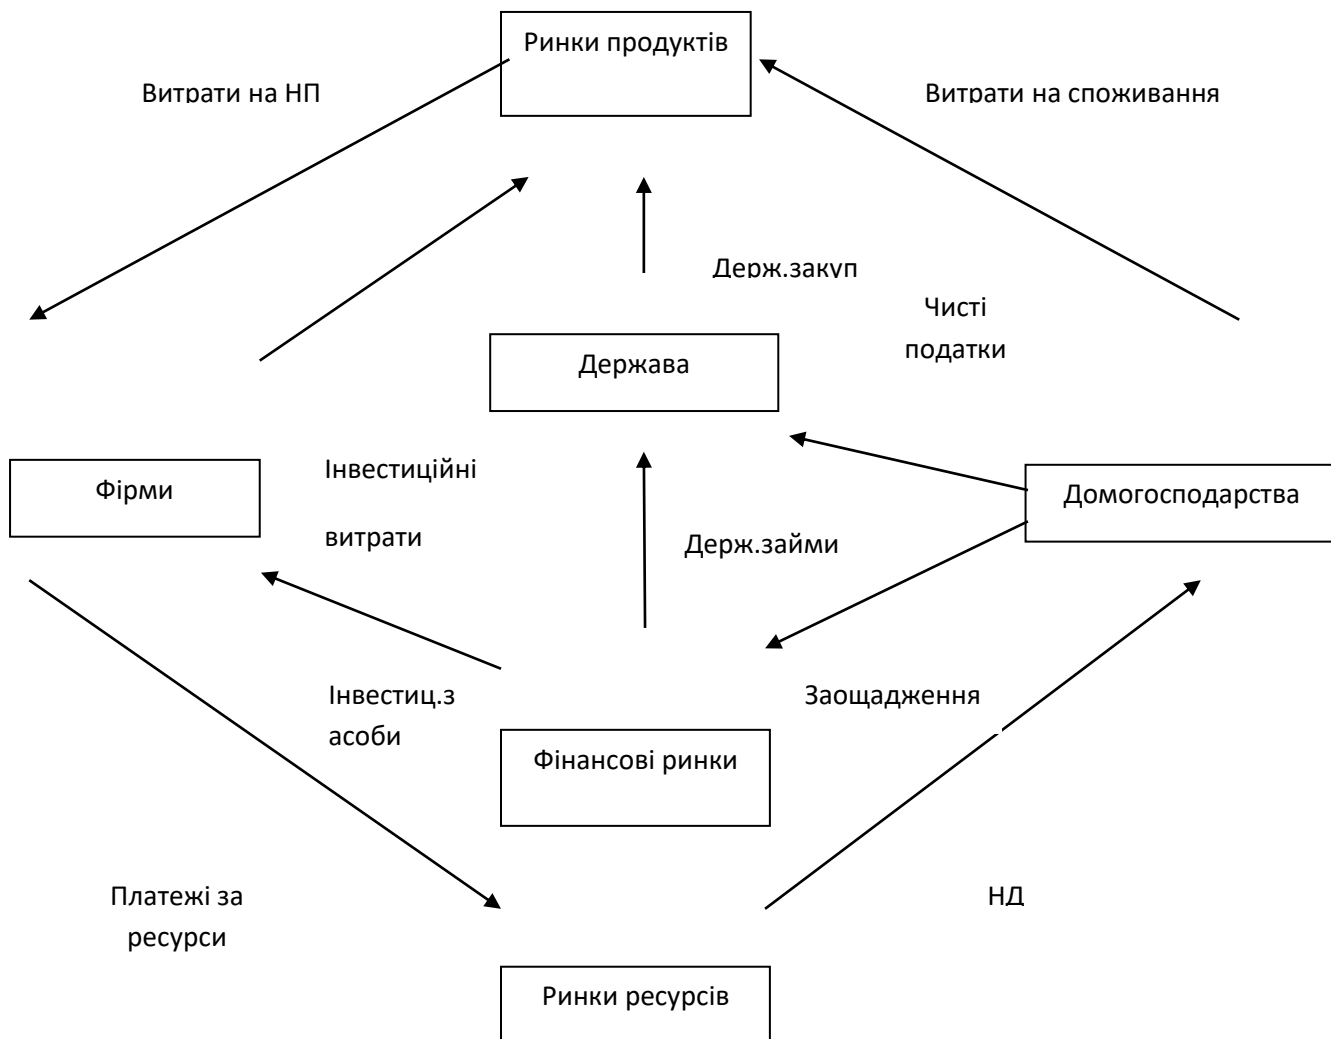 Ринки продуктів
Витрати на НП
Витрати на споживання
Держ.закуп
Чисті
податки
Держава
Інвестиційні
витрати
Фірми
Домогосподарства
Держ.займи
Інвестиц.з
асоби
Заощадження
Фінансові ринки
Платежі за
ресурси
НД
Ринки ресурсів